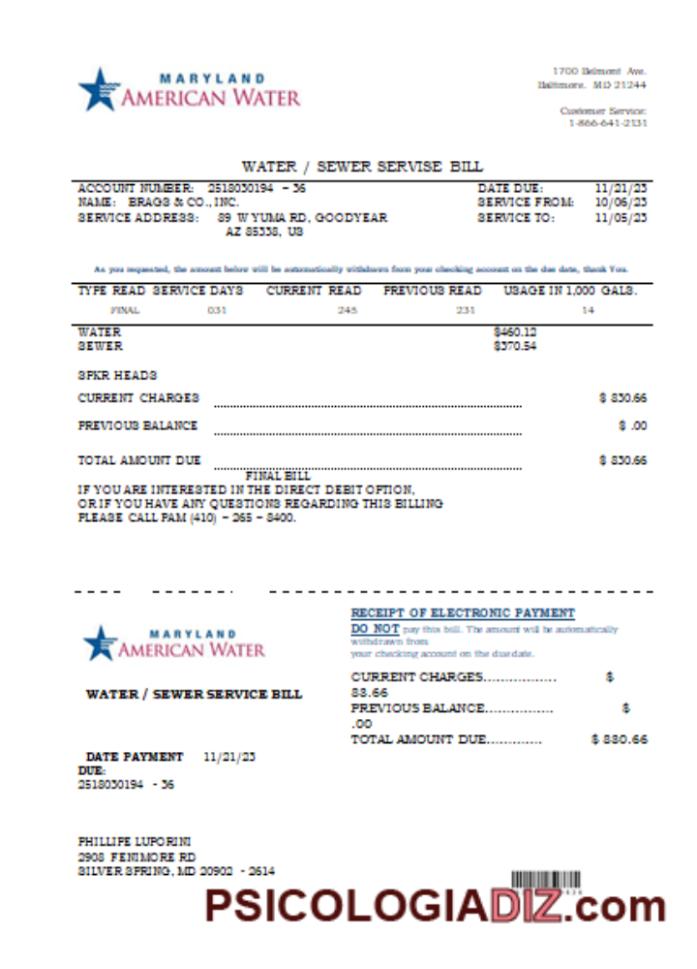 MARYLAND
AMERICAN WATER
1700 Belmont Ave.
Baltimore, MD 21244
Customer Service:
1-866-641-2131
WATER / SEWER SERVISE BILL
ACCOUNT NUMBER: 2518030194 - 36 DATE DUE: 11/21/23
NAME: BRAGS & CO., INC. SERVICE FROM: 10/06/23
SERVICE ADDRESS: 89 W YUMA RD, GOODYEAR SERVICE TO: 11/05/23
AZ 85338, US
As you requested, the amount below will be automatically withdrawn from your checking account on the due date, thank You.
TYPE READ SERVICE DAYS CURRENT READ PREVIOUS READ USAGE IN 1,000 GALS.
FINAL 031 245 231 14
WATER $460.12
SEWER $370.54
SPKR HEADS
CURRENT CHARGES $ 830.66
PREVIOUS BALANCE $ .00
TOTAL AMOUNT DUE $ 830.66
FINAL BILL
IF YOU ARE INTERESTED IN THE DIRECT DEBIT OPTION,
OR IF YOU HAVE ANY QUESTIONS REGARDING THIS BILLING
PLEASE CALL PAM (410) - 265 - 8400.
MARYLAND
AMERICAN WATER
WATER / SEWER SERVICE BILL
DATE PAYMENT 11/21/23
DUE:
2518030194 - 36
RECEIPT OF ELECTRONIC PAYMENT
DO NOT pay this bill. The amount will be automatically
withdrawn from
your checking account on the due date.
CURRENT CHARGES................. $
83.66
PREVIOUS BALANCE................ $
.00
TOTAL AMOUNT DUE............. $ 830.66
PHILLIPE LUPORINI
2908 FENIMORE RD
SILVER SPRING, MD 20902 - 2614
PSICOLOGIADIZ.com